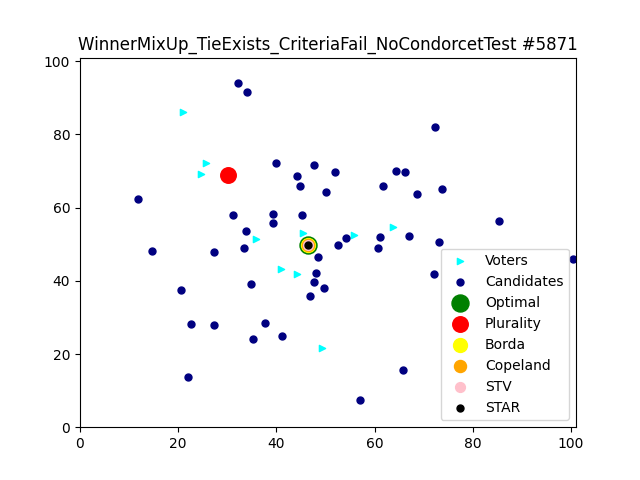 WinnerMixUp_TieExists_CriteriaFail_NoCondorcetTest #5871
100
80
60
40
20
0
0 20 40 60 80 100
Voters
Candidates
Optimal
Plurality
Borda
Copeland
STV
STAR